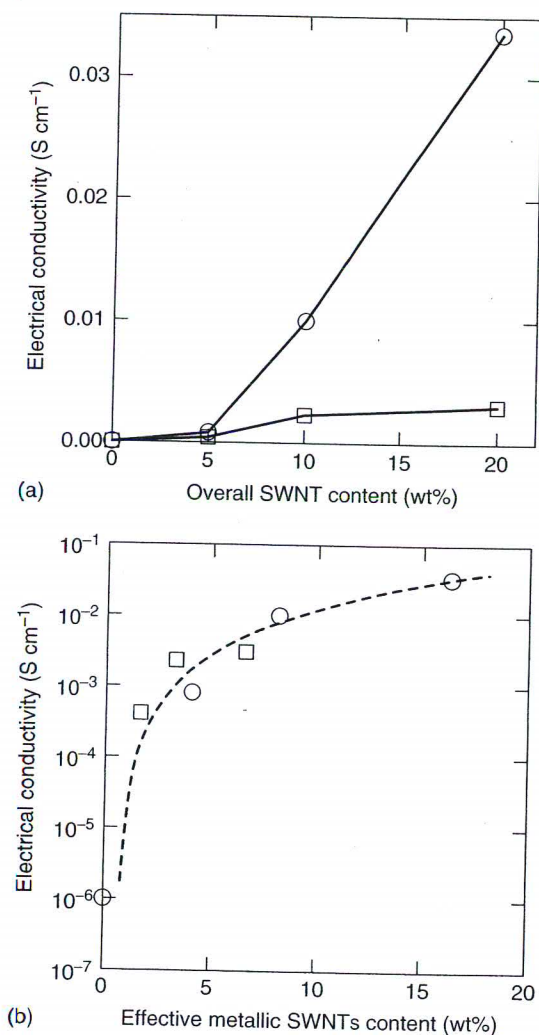 Electrical conductivity (S cm⁻¹)
0.03
0.02
0.01
0.00
0 5 10 15 20
(a) Overall SWNT content (wt%)
Electrical conductivity (S cm⁻¹)
10⁻¹
10⁻²
10⁻³
10⁻⁴
10⁻⁵
10⁻⁶
10⁻⁷
0 5 10 15 20
(b) Effective metallic SWNTs content (wt%)